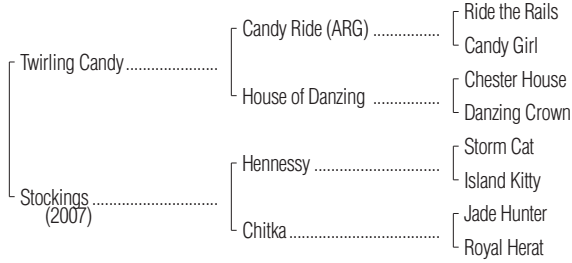 Ride the Rails
Candy Ride (ARG) ................
Candy Girl
Twirling Candy ......................
Chester House
House of Danzing ................
Danzing Crown
Storm Cat
Hennessy ..............................
Island Kitty
Stockings ..............................
(2007)
Jade Hunter
Chitka ....................................
Royal Herat